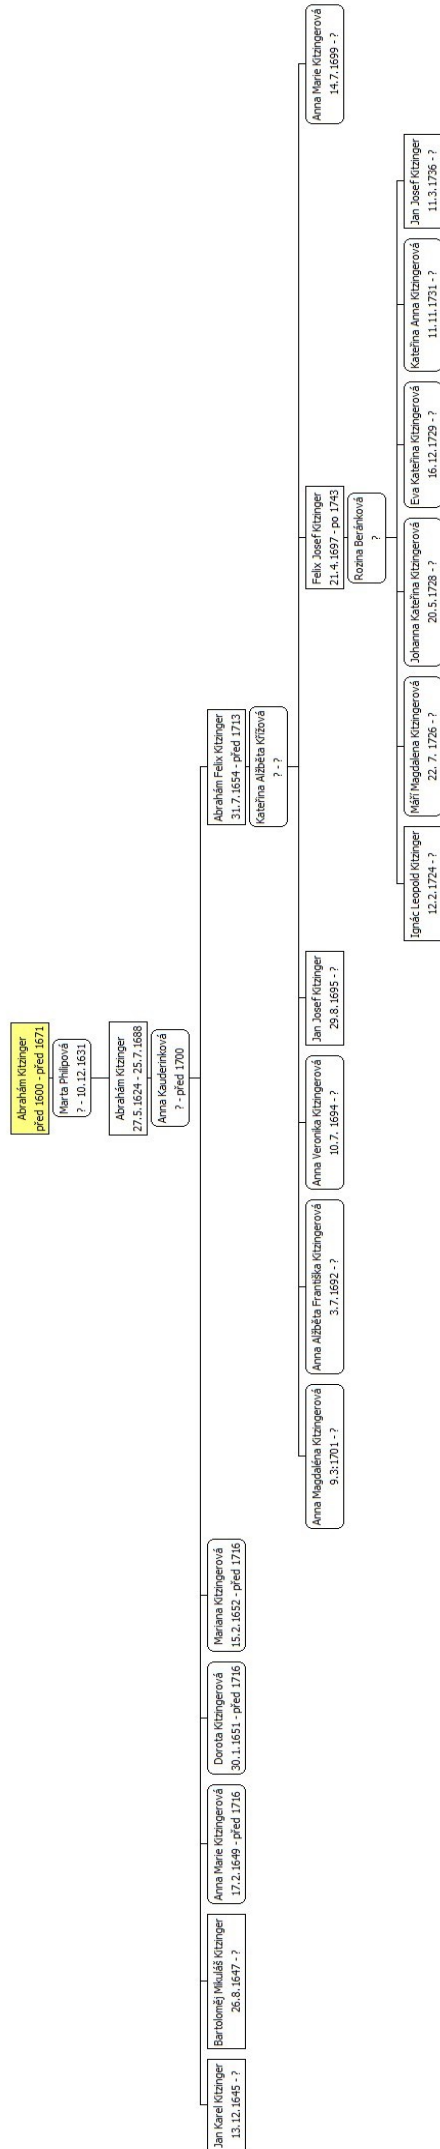 Abrahám Kitzinger
před 1600 - před 1671
Marta Philipová
? - 10.12.1631
Abrahám Kitzinger
27.5.1624 - 25.7.1688
Anna Kauderinková
? - před 1700
Jan Karel Kitzinger
13.12.1645 - ?
Bartoloměj Mikuláš Kitzinger
26.8.1647 - ?
Anna Marie Kitzingerová
17.2.1649 - před 1716
Dorota Kitzingerová
30.1.1651 - před 1716
Mariana Kitzingerová
15.2.1652 - před 1716
Abrahám Felix Kitzinger
31.7.1654 - před 1713
Kateřina Alžběta Křížová
? - ?
Anna Magdaléna Kitzingerová
9.3:1701 - ?
Anna Alžběta Františka Kitzingerová
3.7.1692 - ?
Anna Veronika Kitzingerová
10.7. 1694 - ?
Jan Josef Kitzinger
29.8.1695 - ?
Felix Josef Kitzinger
21.4.1697 - po 1743
Rozina Beránková
?
Anna Marie Kitzingerová
14.7.1699 - ?
Ignác Leopold Kitzinger
12.2.1724 - ?
Máří Magdalena Kitzingerová
22. 7. 1726 - ?
Johanna Kateřina Kitzingerová
20.5.1728 - ?
Eva Kateřina Kitzingerová
16.12.1729 - ?
Kateřina Anna Kitzingerová
11.11.1731 - ?
Jan Josef Kitzinger
11.3.1736 - ?